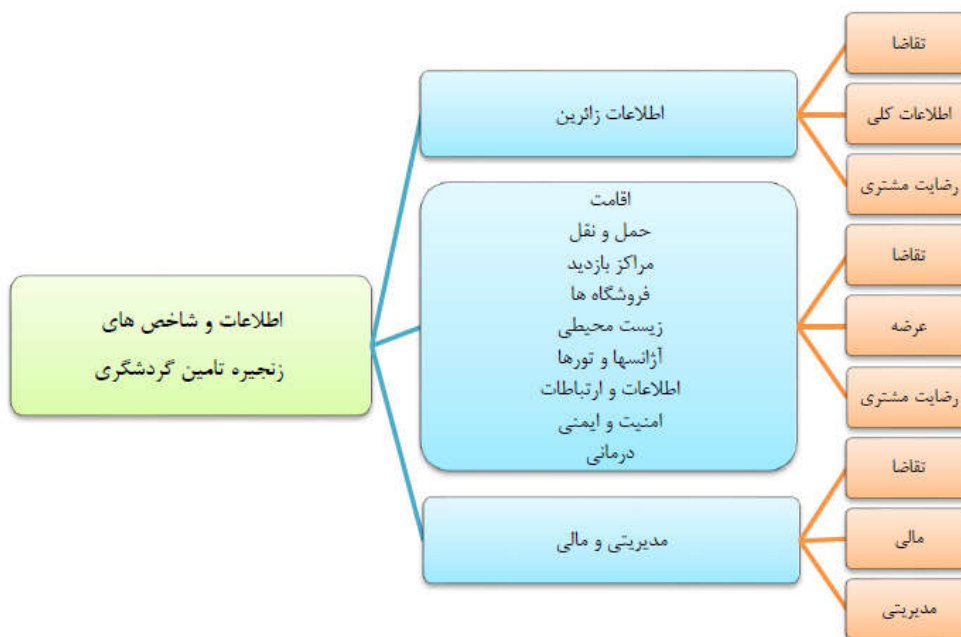 اطلاعات و شاخص های
زنجیره تامین گردشگری
اطلاعات زائرین
اقامت
حمل و نقل
مراکز بازدید
فروشگاه ها
زیست محیطی
آژانسها و تورها
اطلاعات و ارتباطات
امنیت و ایمنی
درمانی
مدیریتی و مالی
تقاضا
اطلاعات کلی
رضایت مشتری
تقاضا
عرضه
رضایت مشتری
تقاضا
مالی
مدیریتی